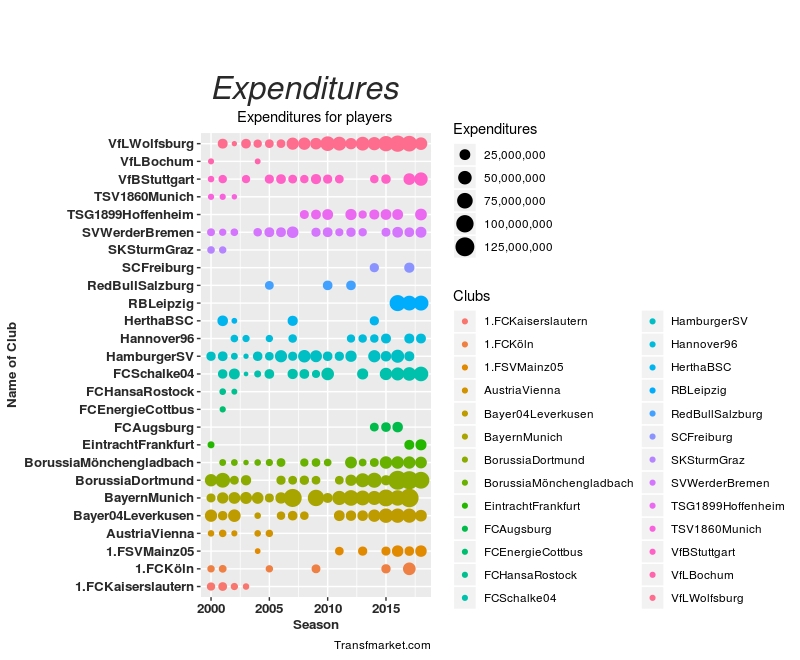 Expenditures
Expenditures for players
Name of Club
VfLWolfsburg
VfLBochum
VfBStuttgart
TSV1860Munich
TSG1899Hoffenheim
SVWerderBremen
SKSturmGraz
SCFreiburg
RedBullSalzburg
RBLeipzig
HerthaBSC
Hannover96
HamburgerSV
FCSchalke04
FCHansaRostock
FCEnergieCottbus
FCAugsburg
EintrachtFrankfurt
BorussiaMönchengladbach
BorussiaDortmund
BayernMunich
Bayer04Leverkusen
AustriaVienna
1.FSVMainz05
1.FCKöln
1.FCKaiserslautern
2000 2005 2010 2015
Season
Transfmarket.com
Expenditures
25,000,000
50,000,000
75,000,000
100,000,000
125,000,000
Clubs
1.FCKaiserslautern
1.FCKöln
1.FSVMainz05
AustriaVienna
Bayer04Leverkusen
BayernMunich
BorussiaDortmund
BorussiaMönchengladbach
EintrachtFrankfurt
FCAugsburg
FCEnergieCottbus
FCHansaRostock
FCSchalke04
HamburgerSV
Hannover96
HerthaBSC
RBLeipzig
RedBullSalzburg
SCFreiburg
SKSturmGraz
SVWerderBremen
TSG1899Hoffenheim
TSV1860Munich
VfBStuttgart
VfLBochum
VfLWolfsburg